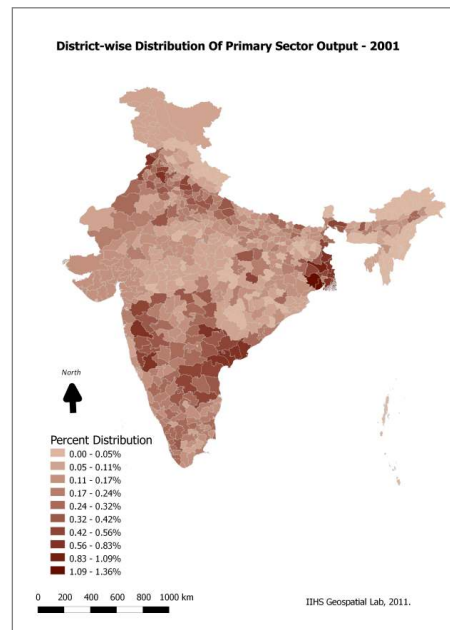 District-wise Distribution Of Primary Sector Output - 2001
North
Percent Distribution
0.00 - 0.05%
0.05 - 0.11%
0.11 - 0.17%
0.17 - 0.24%
0.24 - 0.32%
0.32 - 0.42%
0.42 - 0.56%
0.56 - 0.83%
0.83 - 1.09%
1.09 - 1.36%
0 200 400 600 800 1000 km
IIHS Geospatial Lab, 2011.